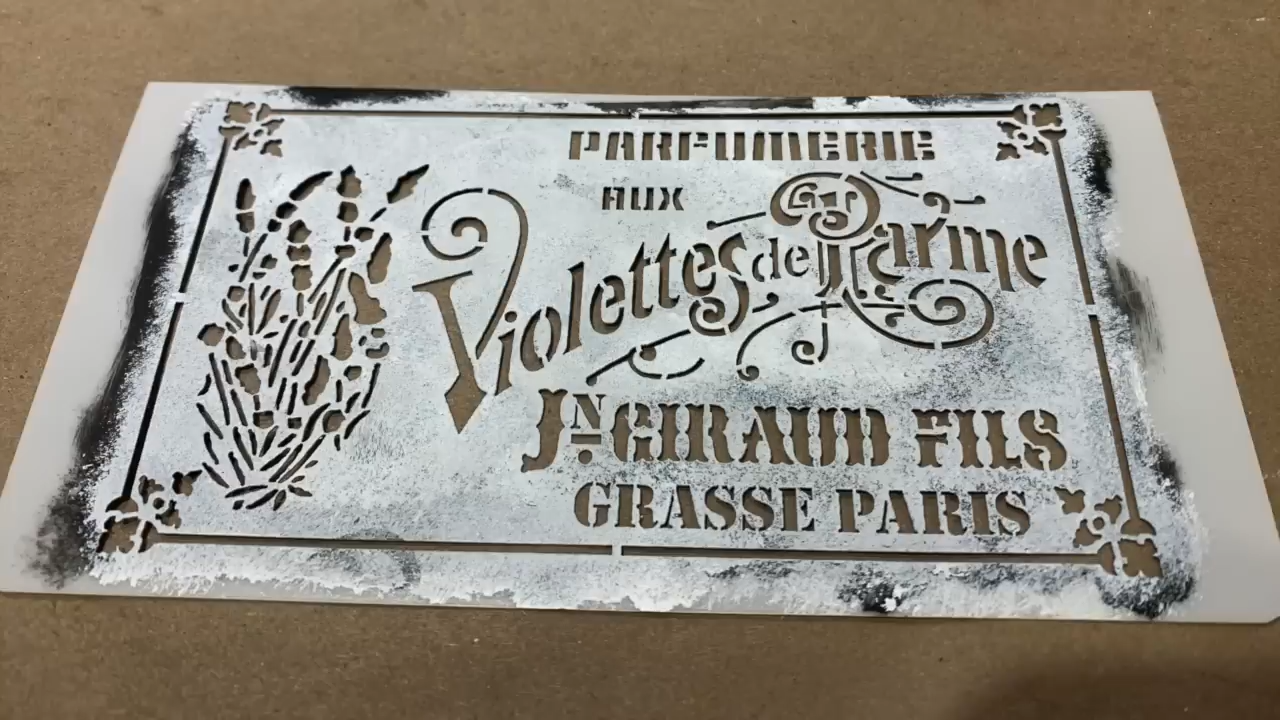 PARFUMERIE
AUX
Violettes de Parme
JN GIRAUD FILS
GRASSE PARIS